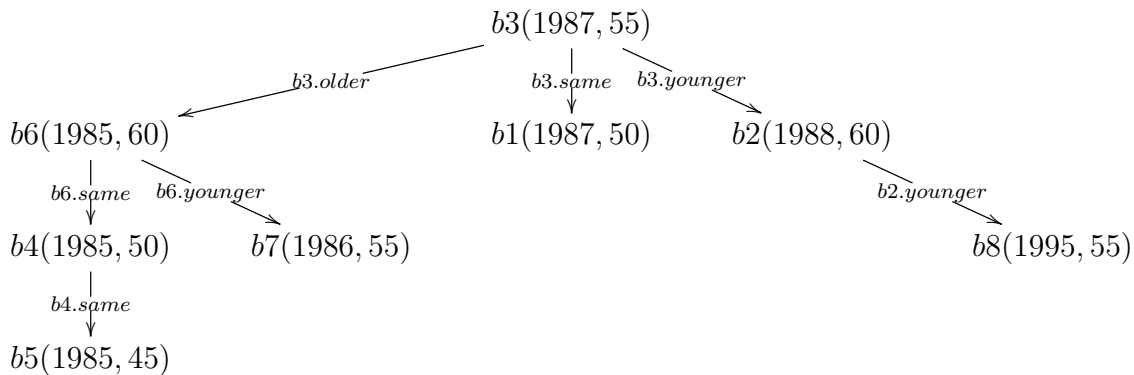 b3(1987, 55)
b3.older
b3.same
b3.younger
b6(1985, 60)
b1(1987, 50)
b2(1988, 60)
b6.same
b6.younger
b2.younger
b4(1985, 50)
b7(1986, 55)
b8(1995, 55)
b4.same
b5(1985, 45)